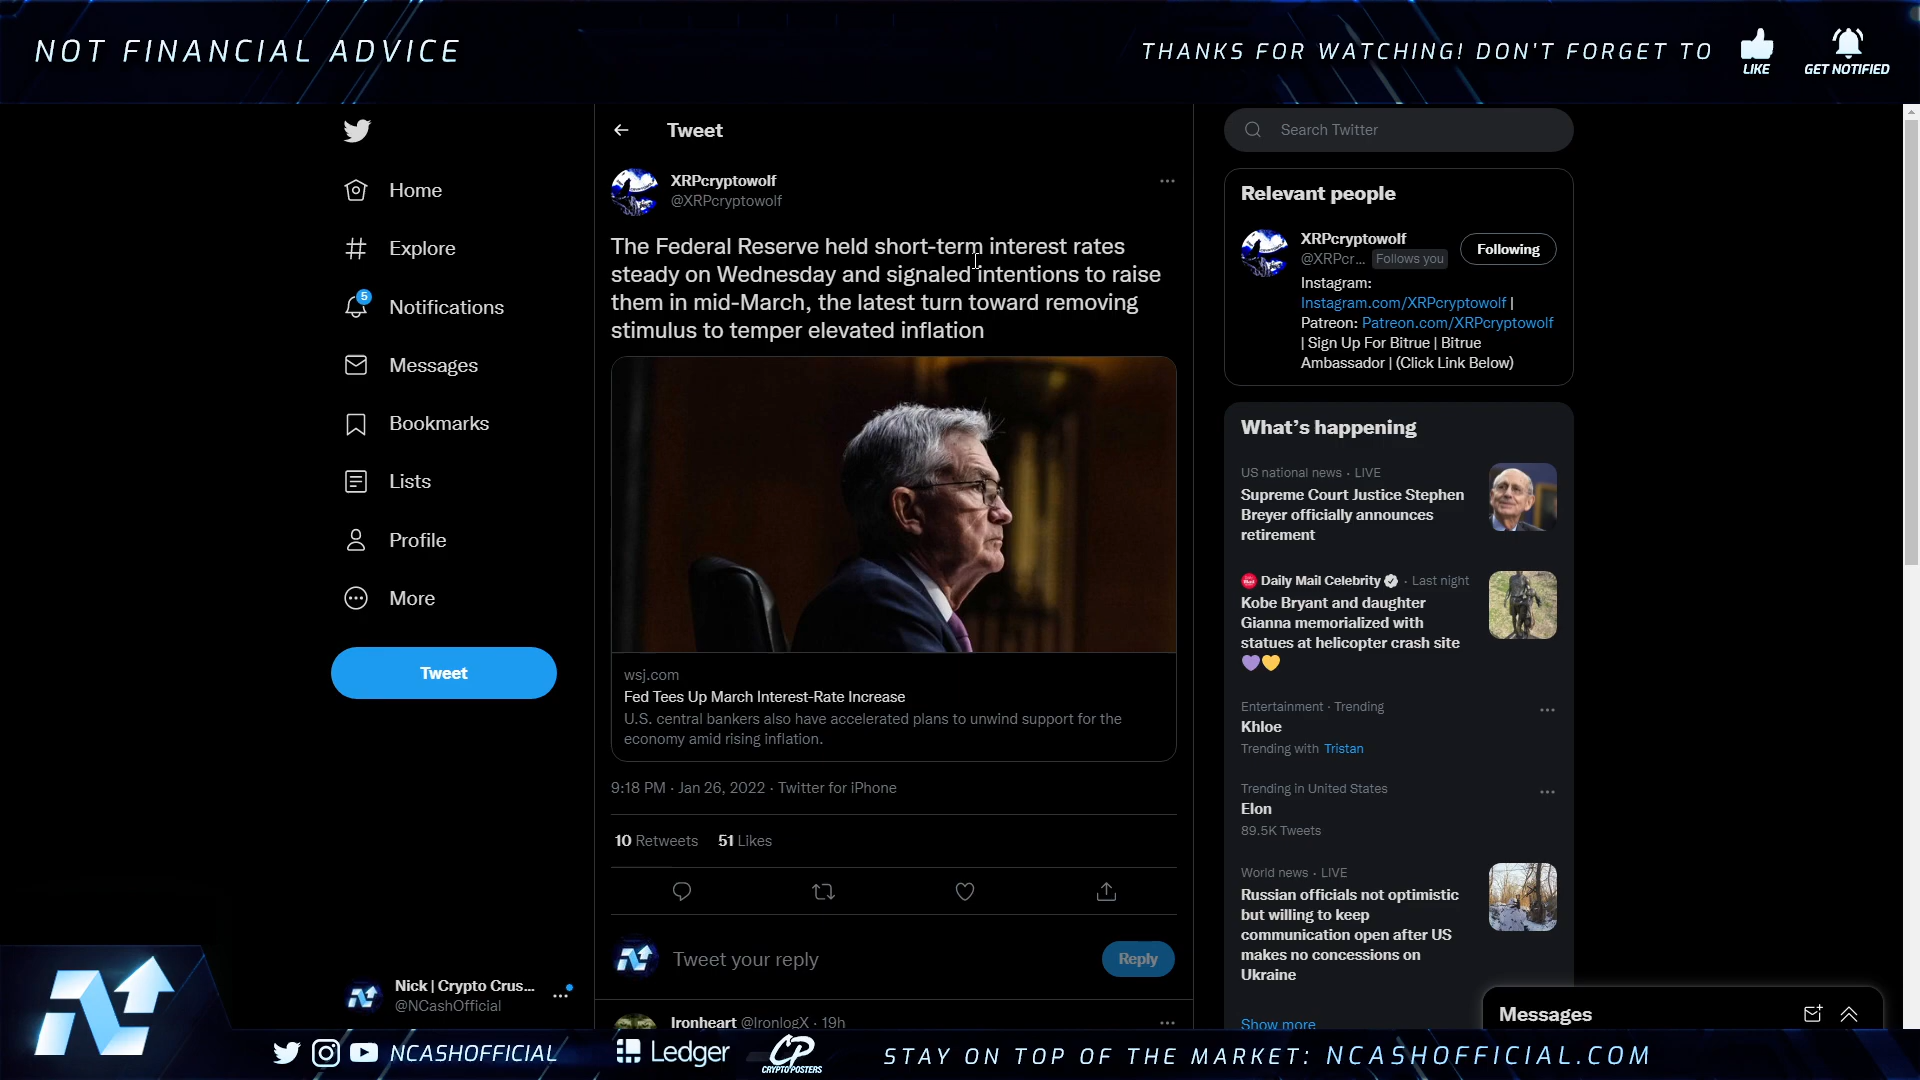 NOT FINANCIAL ADVICE
THANKS FOR WATCHING! DON'T FORGET TO
LIKE
GET NOTIFIED
Home
Explore
5
Notifications
Messages
Bookmarks
Lists
Profile
More
Tweet
Nick | Crypto Crus...
@NCashOfficial
Tweet
XRPcryptowolf
@XRPcryptowolf
The Federal Reserve held short-term interest rates
steady on Wednesday and signaled intentions to raise
them in mid-March, the latest turn toward removing
stimulus to temper elevated inflation
wsj.com
Fed Tees Up March Interest-Rate Increase
U.S. central bankers also have accelerated plans to unwind support for the
economy amid rising inflation.
9:18 PM · Jan 26, 2022 · Twitter for iPhone
10 Retweets 51 Likes
Tweet your reply
Reply
Ironheart @IronlogX · 19h
Search Twitter
Relevant people
XRPcryptowolf
@XRPcr... Follows you
Following
Instagram:
Instagram.com/XRPcryptowolf |
Patreon: Patreon.com/XRPcryptowolf
| Sign Up For Bitrue | Bitrue
Ambassador | (Click Link Below)
What's happening
US national news · LIVE
Supreme Court Justice Stephen
Breyer officially announces
retirement
Daily Mail Celebrity · Last night
Kobe Bryant and daughter
Gianna memorialized with
statues at helicopter crash site
Entertainment · Trending
Khloe
Trending with Tristan
Trending in United States
Elon
89.5K Tweets
World news · LIVE
Russian officials not optimistic
but willing to keep
communication open after US
makes no concessions on
Ukraine
Show more
Messages
NCASHOFFICIAL
Ledger
CP
CRYPTO POSTERS
STAY ON TOP OF THE MARKET: NCASHOFFICIAL.COM